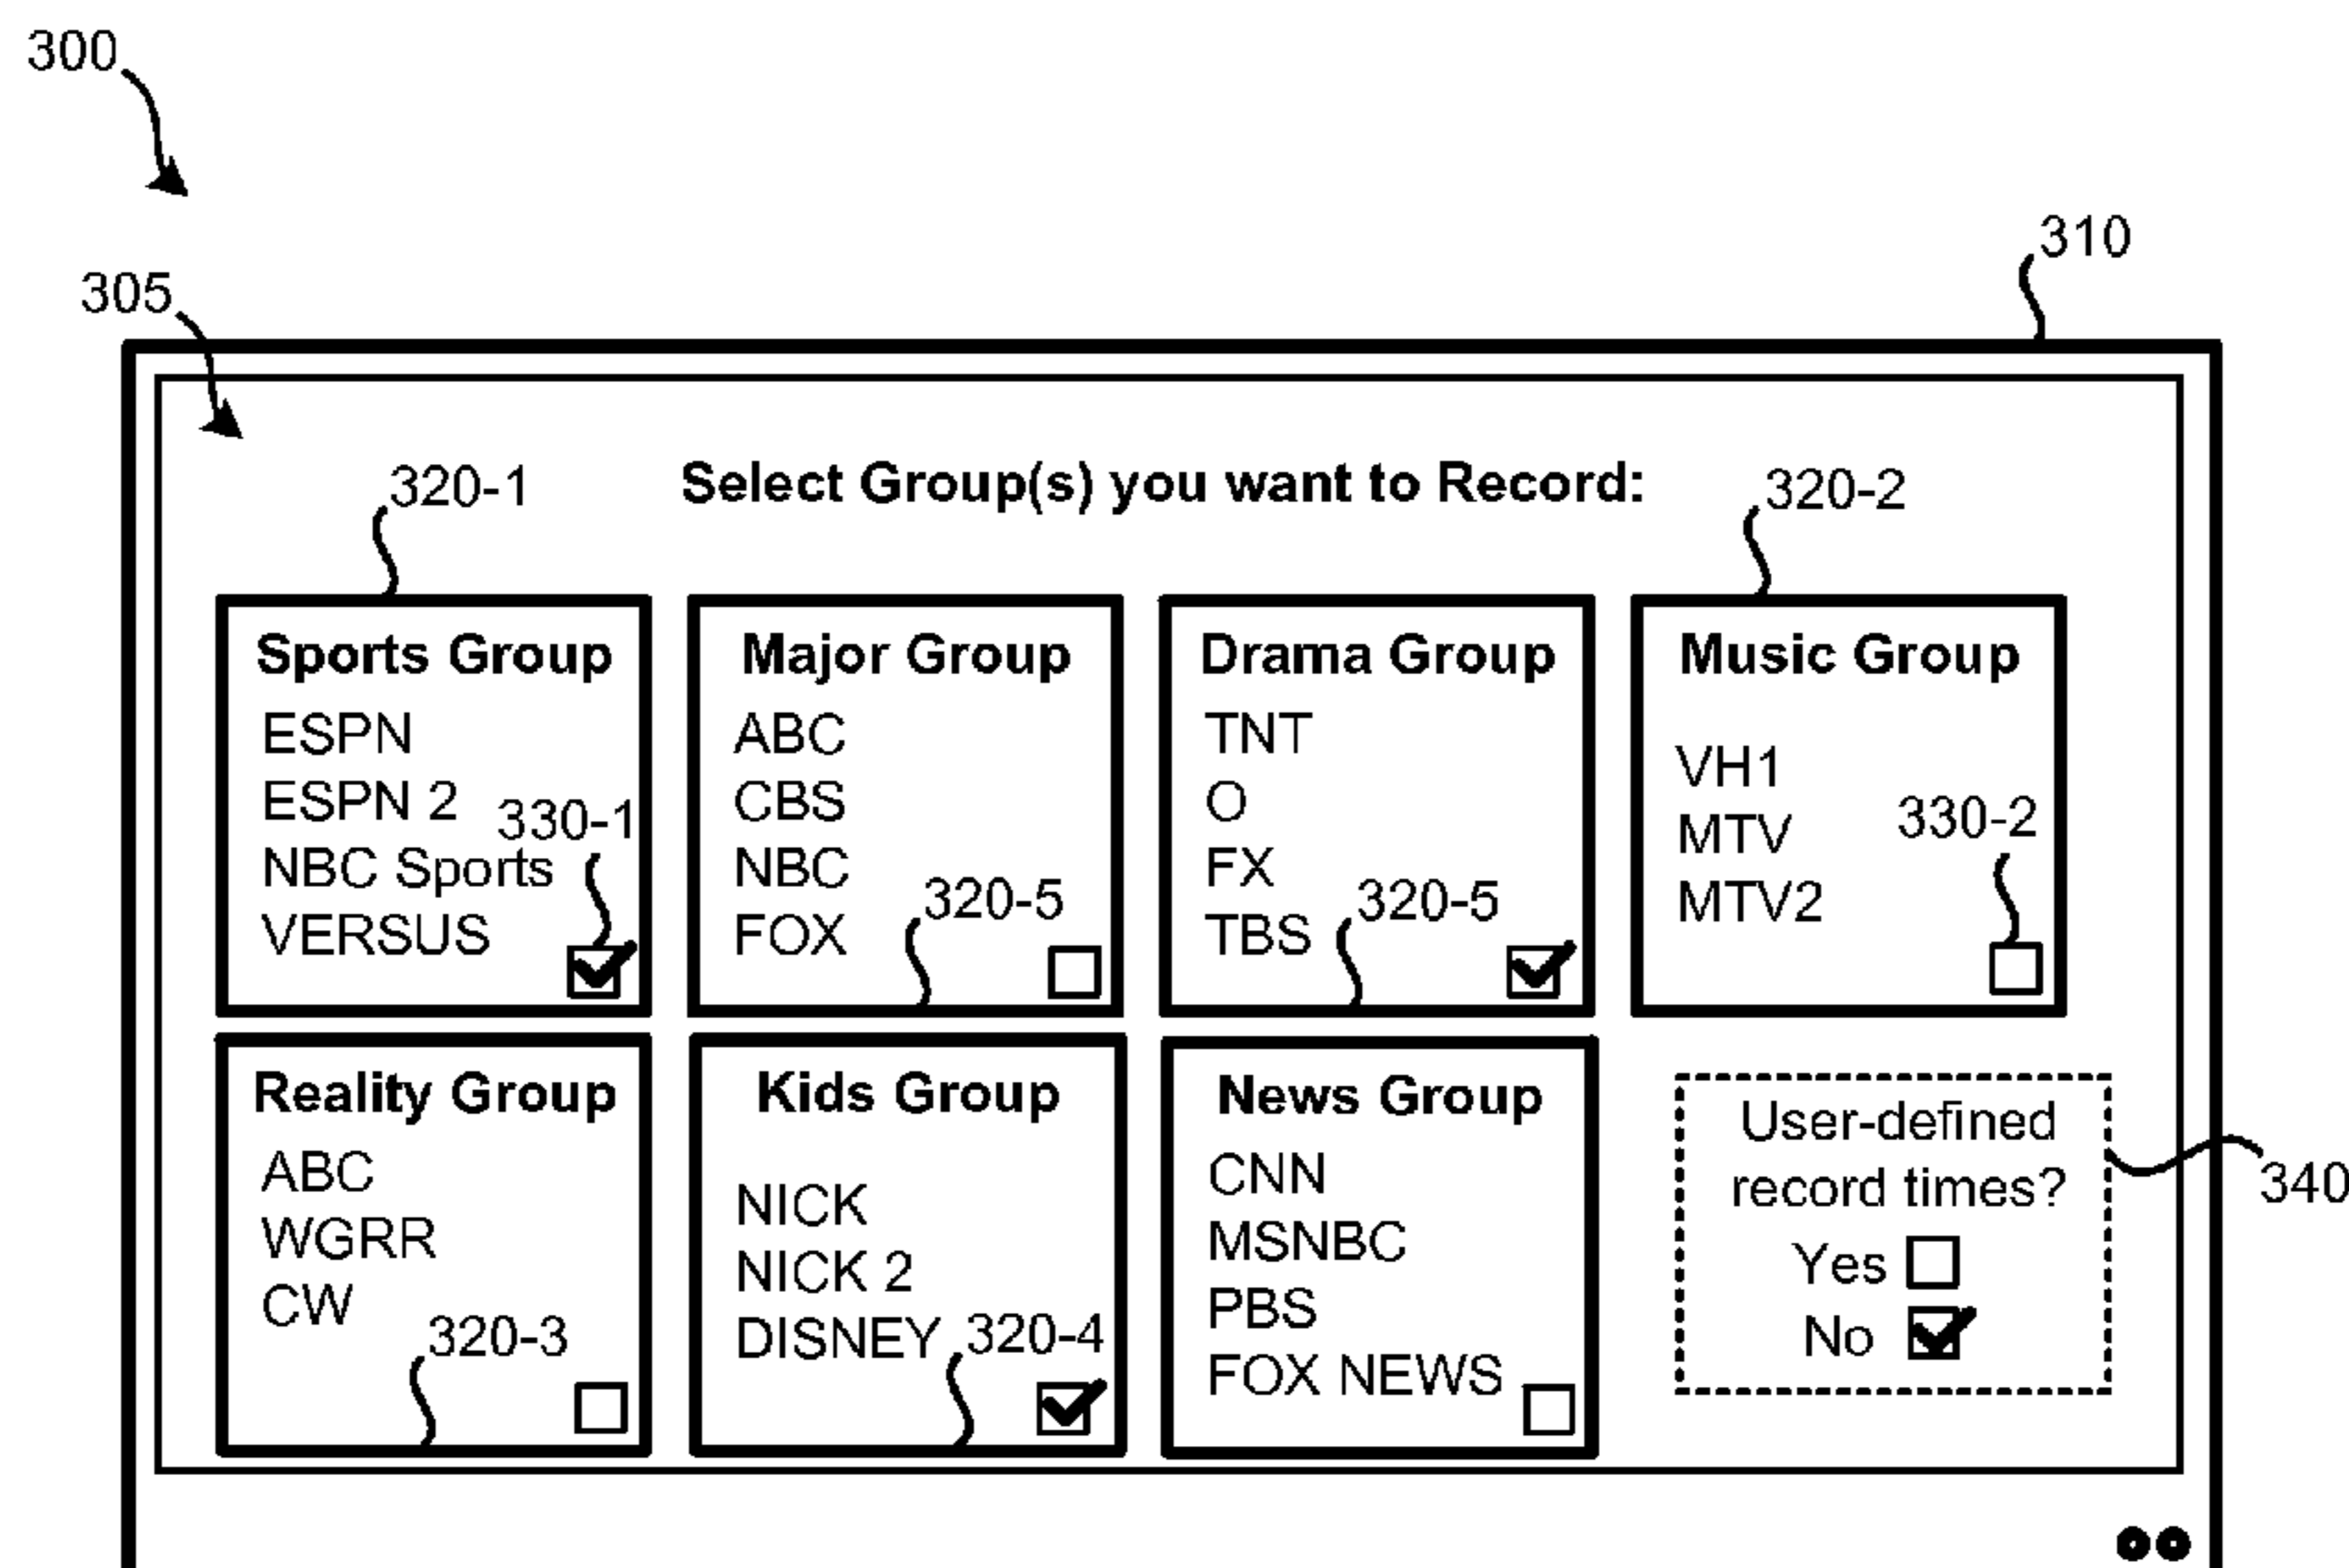 300
310
305
Select Group(s) you want to Record:
320-1
320-2
Sports Group
ESPN
ESPN 2
NBC Sports
VERSUS
330-1
Major Group
ABC
CBS
NBC
FOX
320-5
Drama Group
TNT
O
FX
TBS
320-5
Music Group
VH1
MTV
MTV2
330-2
Reality Group
ABC
WGRR
CW
320-3
Kids Group
NICK
NICK 2
DISNEY
320-4
News Group
CNN
MSNBC
PBS
FOX NEWS
User-defined
record times?
Yes
No
340